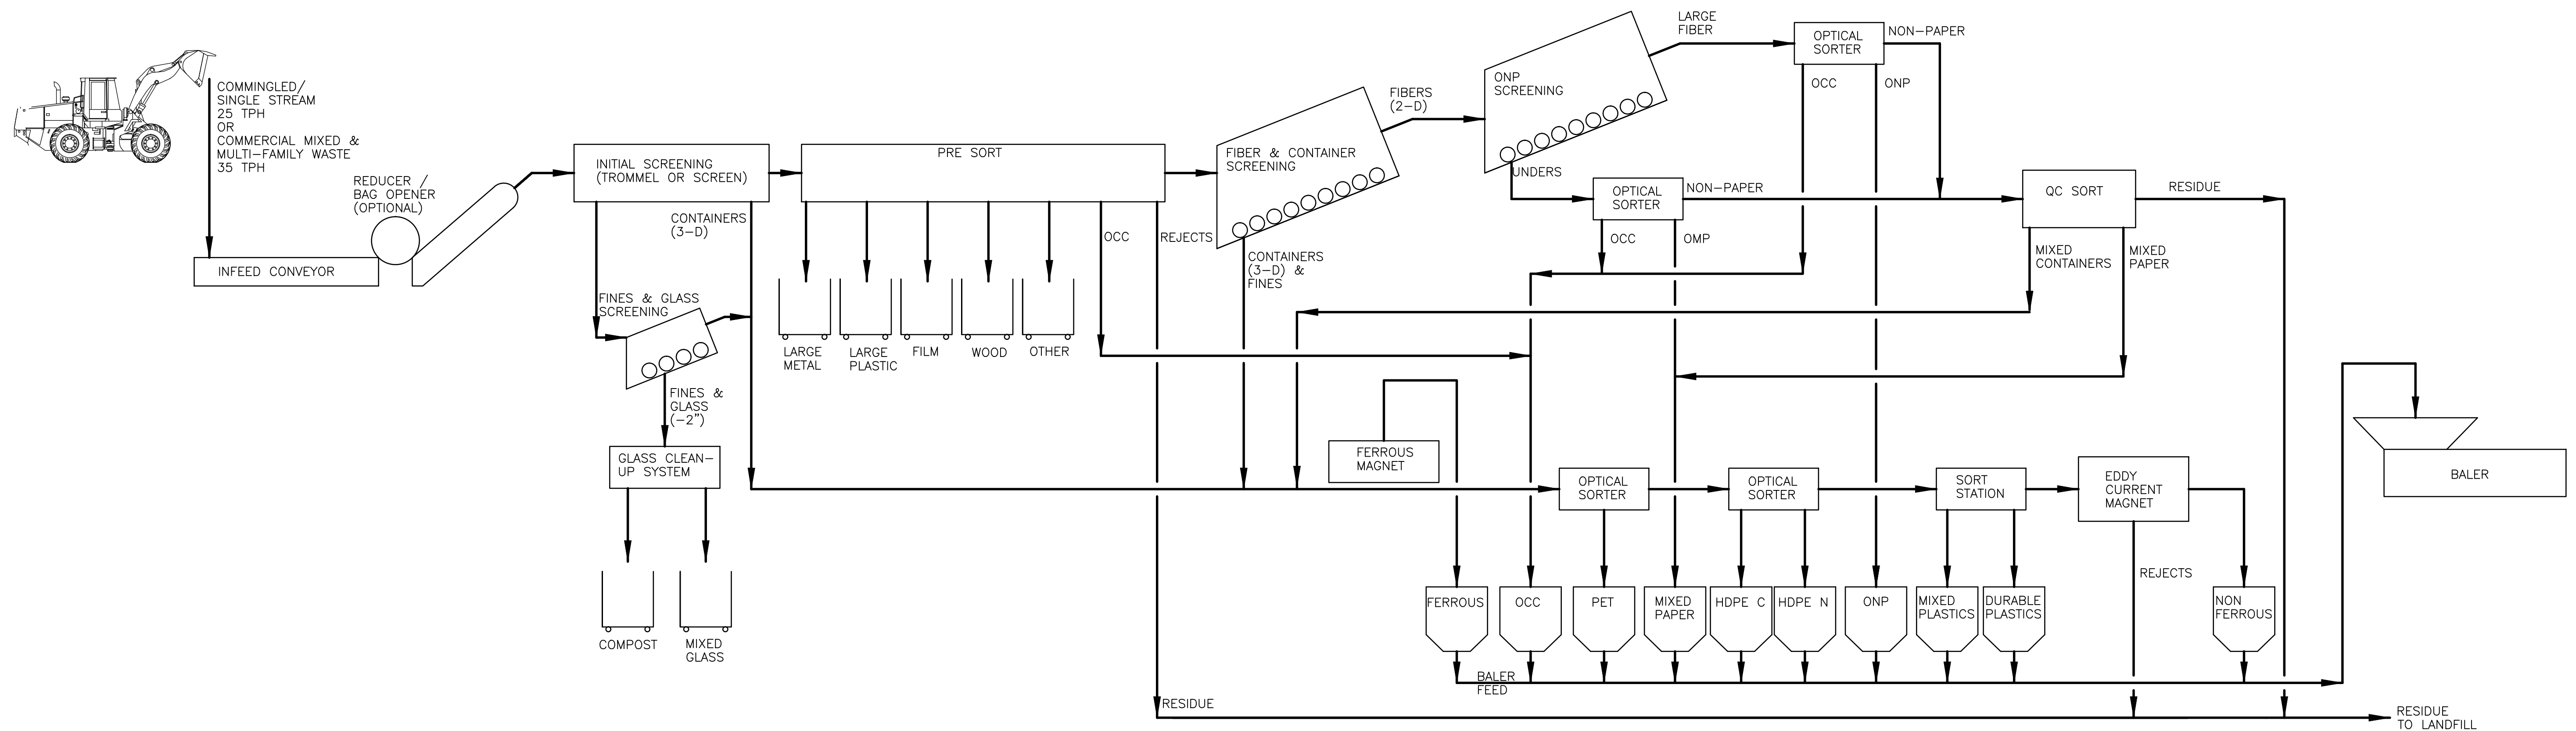 COMMINGLED/
SINGLE STREAM
25 TPH
OR
COMMERCIAL MIXED &
MULTI-FAMILY WASTE
35 TPH
REDUCER /
BAG OPENER
(OPTIONAL)
INFEED CONVEYOR
INITIAL SCREENING
(TROMMEL OR SCREEN)
CONTAINERS
(3-D)
FINES & GLASS
SCREENING
FINES &
GLASS
(-2")
GLASS CLEAN-
UP SYSTEM
COMPOST
MIXED
GLASS
PRE SORT
LARGE
METAL
LARGE
PLASTIC
FILM
WOOD
OTHER
OCC
REJECTS
FIBER & CONTAINER
SCREENING
CONTAINERS
(3-D) &
FINES
FIBERS
(2-D)
ONP
SCREENING
UNDERS
LARGE
FIBER
OPTICAL
SORTER
NON-PAPER
OCC
ONP
OPTICAL
SORTER
NON-PAPER
OCC
OMP
QC SORT
RESIDUE
MIXED
CONTAINERS
MIXED
PAPER
FERROUS
MAGNET
OPTICAL
SORTER
OPTICAL
SORTER
SORT
STATION
EDDY
CURRENT
MAGNET
REJECTS
BALER
FERROUS
OCC
PET
MIXED
PAPER
HDPE C
HDPE N
ONP
MIXED
PLASTICS
DURABLE
PLASTICS
NON
FERROUS
BALER
FEED
RESIDUE
RESIDUE
TO LANDFILL